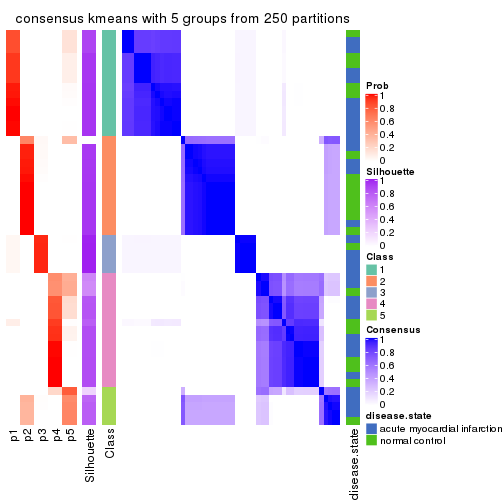 consensus kmeans with 5 groups from 250 partitions
Prob
1
0.8
0.6
0.4
0.2
0
Silhouette
1
0.8
0.6
0.4
0.2
0
Class
1
2
3
4
5
Consensus
1
0.8
0.6
0.4
0.2
0
disease.state
acute myocardial infarction
normal control
p1
p2
p3
p4
p5
Silhouette
Class
disease.state